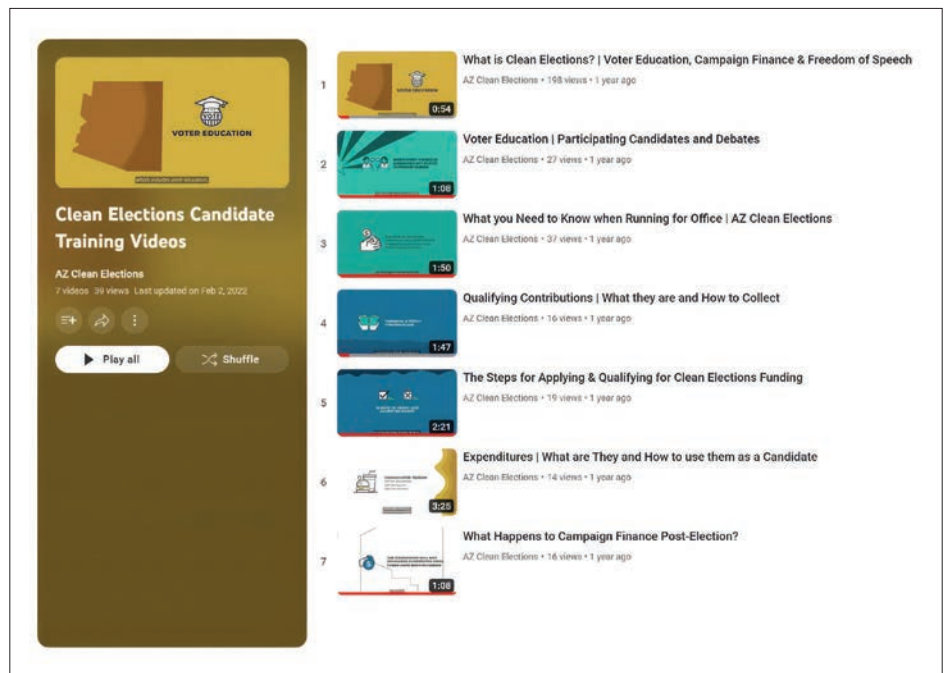 VOTER EDUCATION
Clean Elections Candidate
Training Videos
AZ Clean Elections
7 videos 39 views Last updated on Feb 2, 2022
Play all
Shuffle
1
VOTER EDUCATION
0:54
What is Clean Elections? | Voter Education, Campaign Finance & Freedom of Speech
AZ Clean Elections • 198 views • 1 year ago
2
1:08
Voter Education | Participating Candidates and Debates
AZ Clean Elections • 27 views • 1 year ago
3
1:50
What you Need to Know when Running for Office | AZ Clean Elections
AZ Clean Elections • 37 views • 1 year ago
4
1:47
Qualifying Contributions | What they are and How to Collect
AZ Clean Elections • 16 views • 1 year ago
5
2:21
The Steps for Applying & Qualifying for Clean Elections Funding
AZ Clean Elections • 19 views • 1 year ago
6
3:25
Expenditures | What are They and How to use them as a Candidate
AZ Clean Elections • 14 views • 1 year ago
7
1:08
What Happens to Campaign Finance Post-Election?
AZ Clean Elections • 16 views • 1 year ago